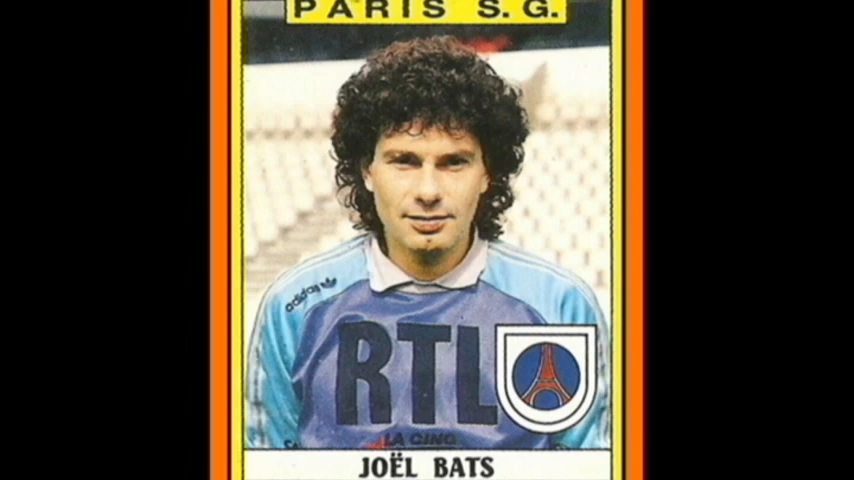 PARIS S. G.
adidas
RTL
LA CINQ
JOËL BATS